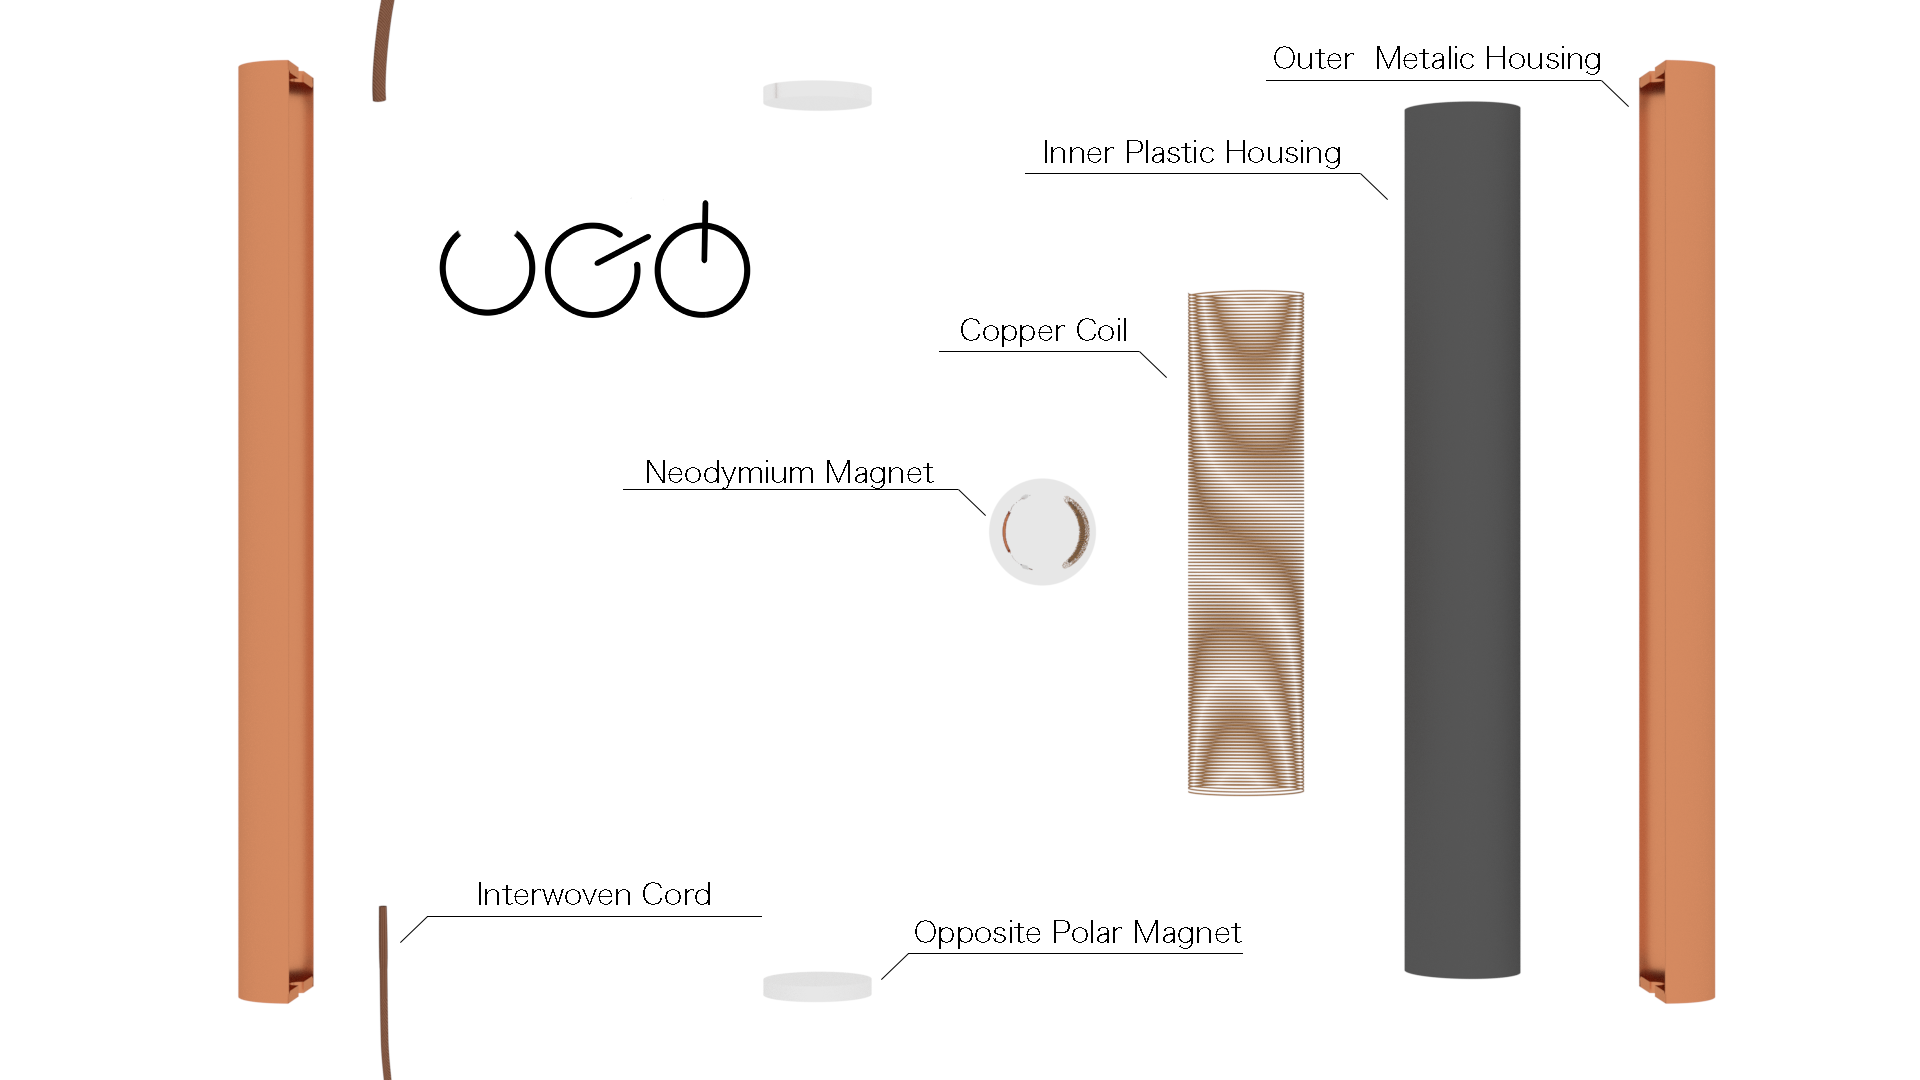 Outer Metalic Housing
Inner Plastic Housing
UGO
Copper Coil
Neodymium Magnet
Interwoven Cord
Opposite Polar Magnet